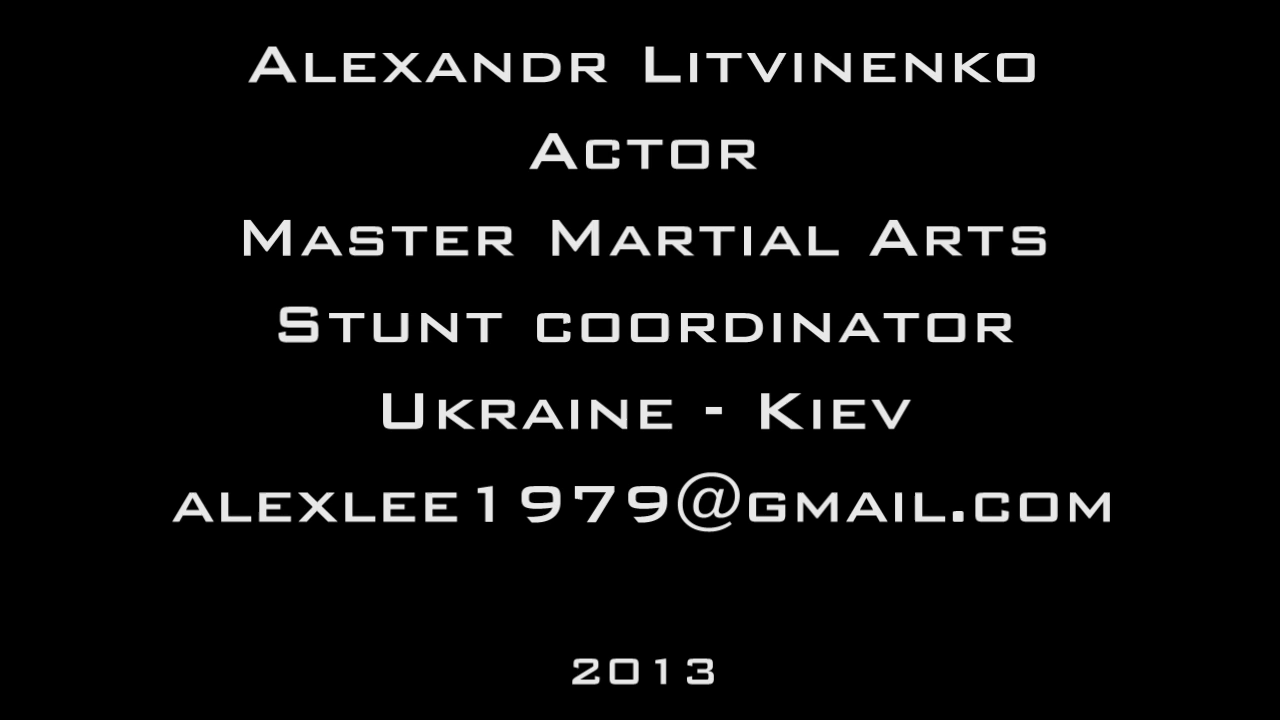 Alexandr Litvinenko
Actor
Master Martial Arts
Stunt coordinator
Ukraine - Kiev
alexlee1979@gmail.com
2013